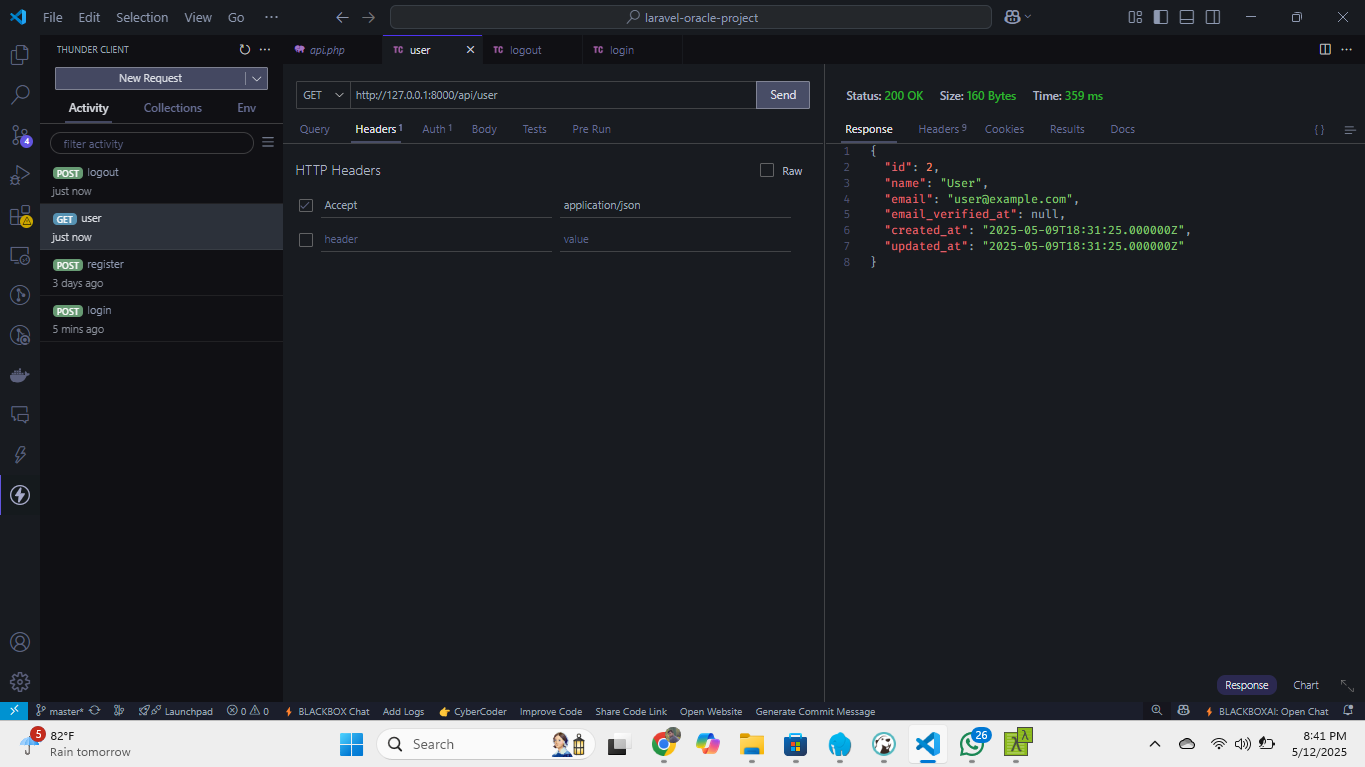 File Edit Selection View Go ···
laravel-oracle-project
THUNDER CLIENT
New Request
Activity Collections Env
filter activity
POST logout
just now
GET user
just now
POST register
3 days ago
POST login
5 mins ago
4
api.php
TC user
TC logout
TC login
GET http://127.0.0.1:8000/api/user Send
Query Headers 1 Auth 1 Body Tests Pre Run
HTTP Headers Raw
Accept application/json
header value
Status: 200 OK Size: 160 Bytes Time: 359 ms
Response Headers 9 Cookies Results Docs { }
1 {
2 "id": 2,
3 "name": "User",
4 "email": "user@example.com",
5 "email_verified_at": null,
6 "created_at": "2025-05-09T18:31:25.000000Z",
7 "updated_at": "2025-05-09T18:31:25.000000Z"
8 }
Response Chart
master* Launchpad 0 0 BLACKBOX Chat Add Logs CyberCoder Improve Code Share Code Link Open Website Generate Commit Message BLACKBOXAI: Open Chat
5 82°F
Rain tomorrow
Search
26
8:41 PM
5/12/2025